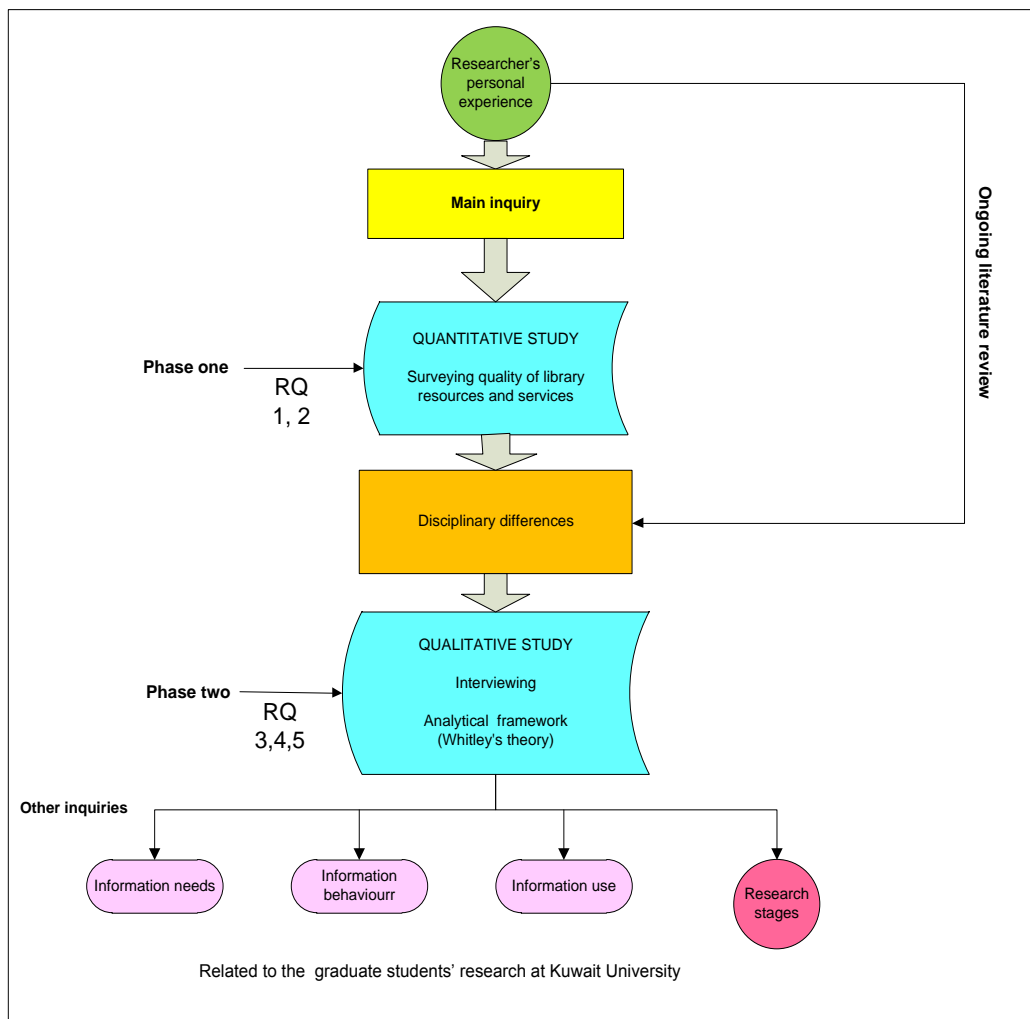 Researcher's
personal
experience
Main inquiry
Ongoing literature review
QUANTITATIVE STUDY
Surveying quality of library
resources and services
Phase one
RQ
1, 2
Disciplinary differences
QUALITATIVE STUDY
Interviewing
Analytical framework
(Whitley's theory)
Phase two
RQ
3,4,5
Other inquiries
Information needs
Information
behaviourr
Information use
Research
stages
Related to the graduate students' research at Kuwait University